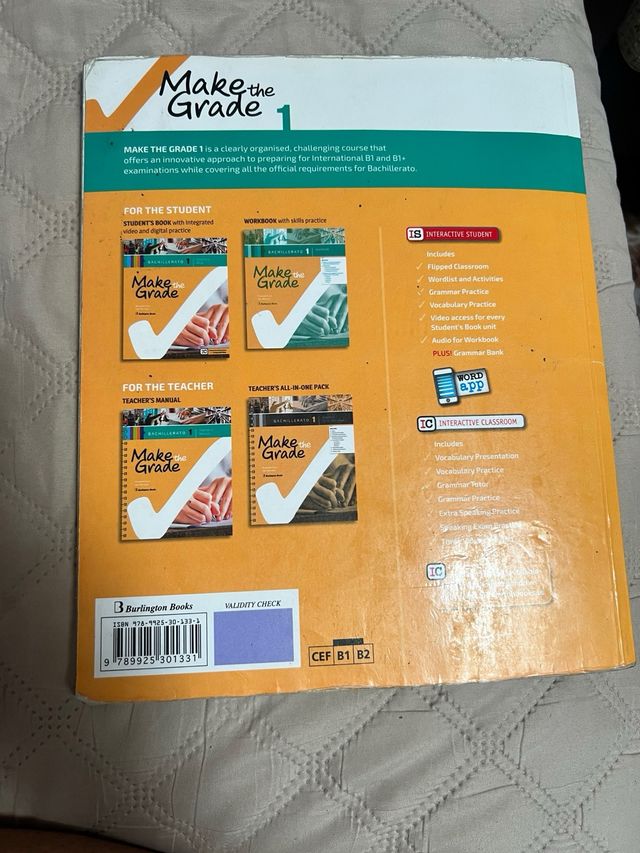 Make the
Grade 1
MAKE THE GRADE 1 is a clearly organised, challenging course that
offers an innovative approach to preparing for International B1 and B1+
examinations while covering all the official requirements for Bachillerato.
FOR THE STUDENT
STUDENT'S BOOK with integrated
video and digital practice
WORKBOOK with skills practice
BACHILLERATO 1
Make the
Grade
Burlington Books
BACHILLERATO 1
Make the
Grade
FOR THE TEACHER
TEACHER'S MANUAL
TEACHER'S ALL-IN-ONE PACK
BACHILLERATO 1
Make the
Grade
Burlington Books
BACHILLERATO 1
Make the
Grade
Burlington Books
IS INTERACTIVE STUDENT
Includes
Flipped Classroom
Wordlist and Activities
Grammar Practice
Vocabulary Practice
Video access for every
Student's Book unit
Audio for Workbook
PLUS! Grammar Bank
WORD
app
IC INTERACTIVE CLASSROOM
Includes
Vocabulary Presentation
Vocabulary Practice
Grammar Tutor
Grammar Practice
Extra Speaking Practice
Speaking Exam
IC
Burlington Books
VALIDITY CHECK
ISBN 978-9925-30-133-1
9 789925 301331
CEF B1 B2